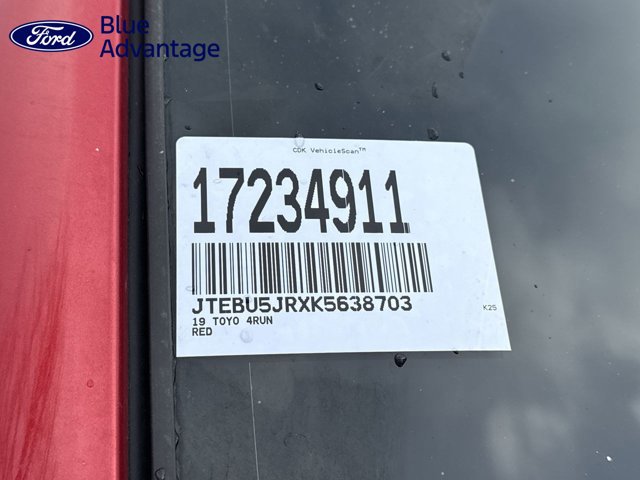 Ford
Blue
Advantage
CDK VehicleScan™
17234911
JTEBU5JRXK5638703
19 TOYO 4RUN
RED
K25